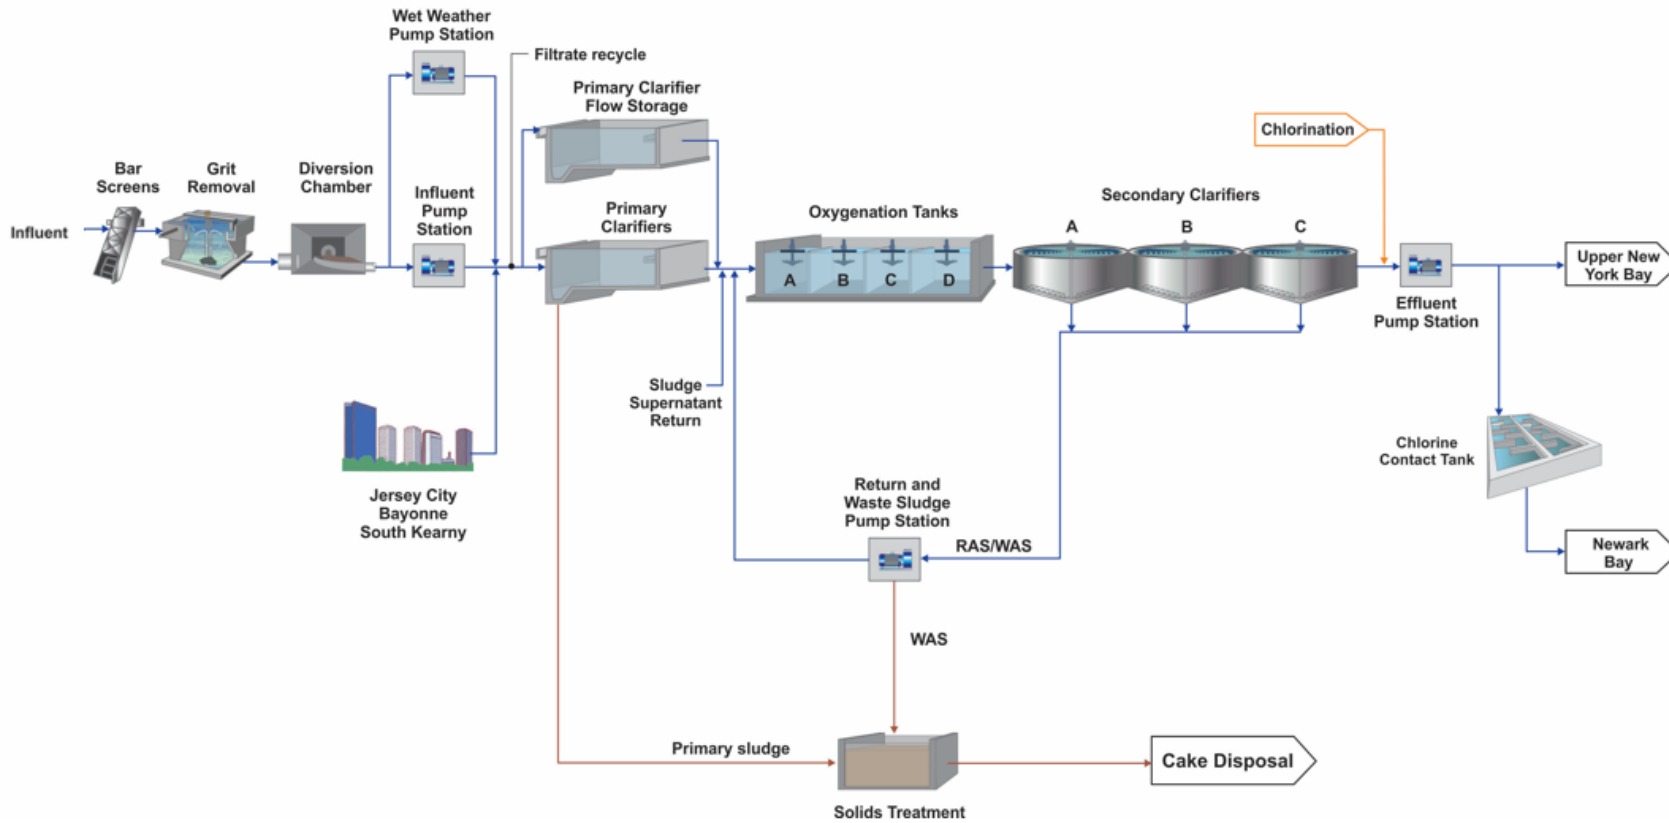 Wet Weather
Pump Station
Filtrate recycle
Primary Clarifier
Flow Storage
Chlorination
Bar
Screens
Grit
Removal
Diversion
Chamber
Influent
Pump
Station
Primary
Clarifiers
Oxygenation Tanks
Secondary Clarifiers
A
B
C
Influent
A
B
C
D
Upper New
York Bay
Effluent
Pump Station
Sludge
Supernatant
Return
Chlorine
Contact Tank
Jersey City
Bayonne
South Kearny
Return and
Waste Sludge
Pump Station
RAS/WAS
Newark
Bay
WAS
Primary sludge
Cake Disposal
Solids Treatment